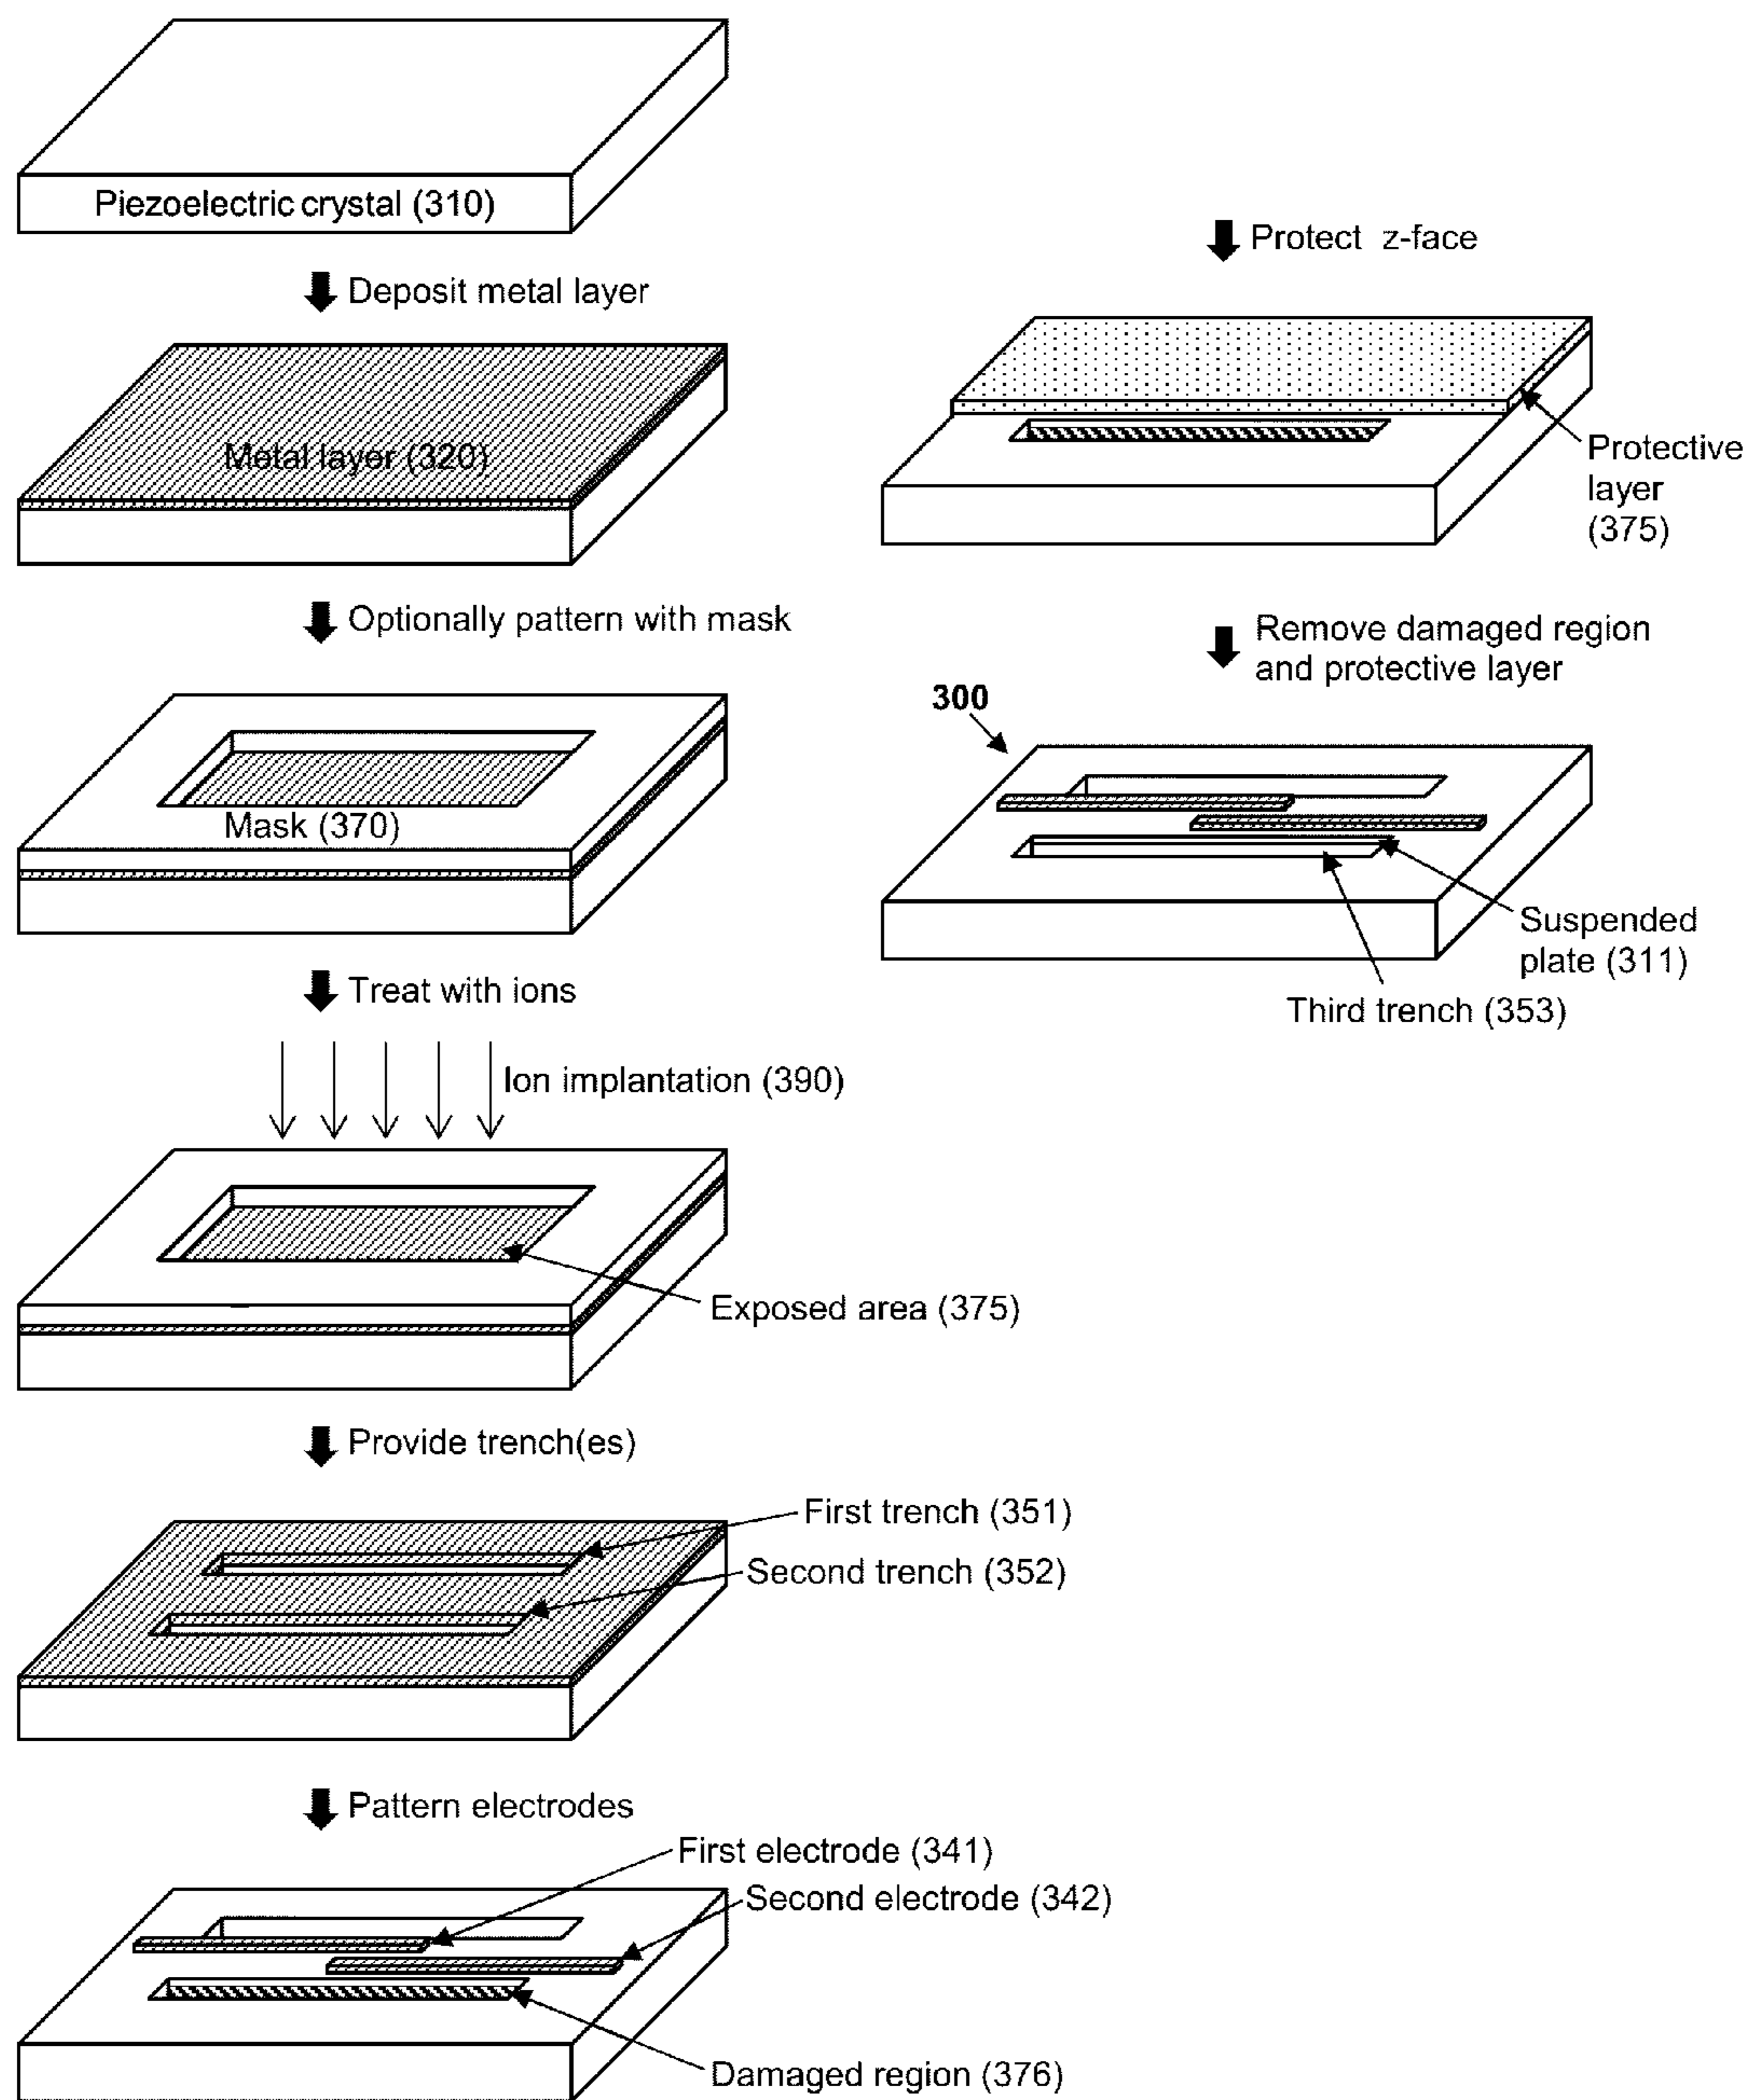 Piezoelectric crystal (310)
Deposit metal layer
Metal layer (320)
Optionally pattern with mask
Mask (370)
Treat with ions
Ion implantation (390)
Exposed area (375)
Provide trench(es)
First trench (351)
Second trench (352)
Pattern electrodes
First electrode (341)
Second electrode (342)
Damaged region (376)
Protect z-face
Protective
layer
(375)
Remove damaged region
and protective layer
300
Suspended
plate (311)
Third trench (353)